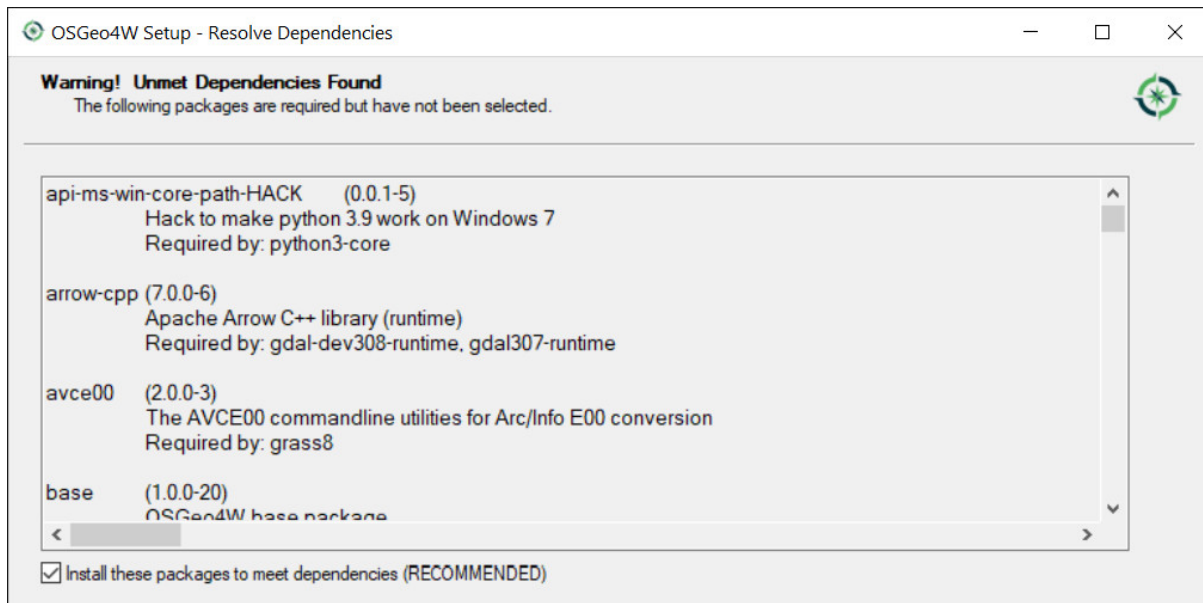 OSGeo4W Setup - Resolve Dependencies
Warning! Unmet Dependencies Found
The following packages are required but have not been selected.
api-ms-win-core-path-HACK (0.0.1-5)
Hack to make python 3.9 work on Windows 7
Required by: python3-core
arrow-cpp (7.0.0-6)
Apache Arrow C++ library (runtime)
Required by: gdal-dev308-runtime, gdal307-runtime
avce00 (2.0.0-3)
The AVCE00 commandline utilities for Arc/Info E00 conversion
Required by: grass8
base (1.0.0-20)
OSGeo4W base package
Install these packages to meet dependencies (RECOMMENDED)